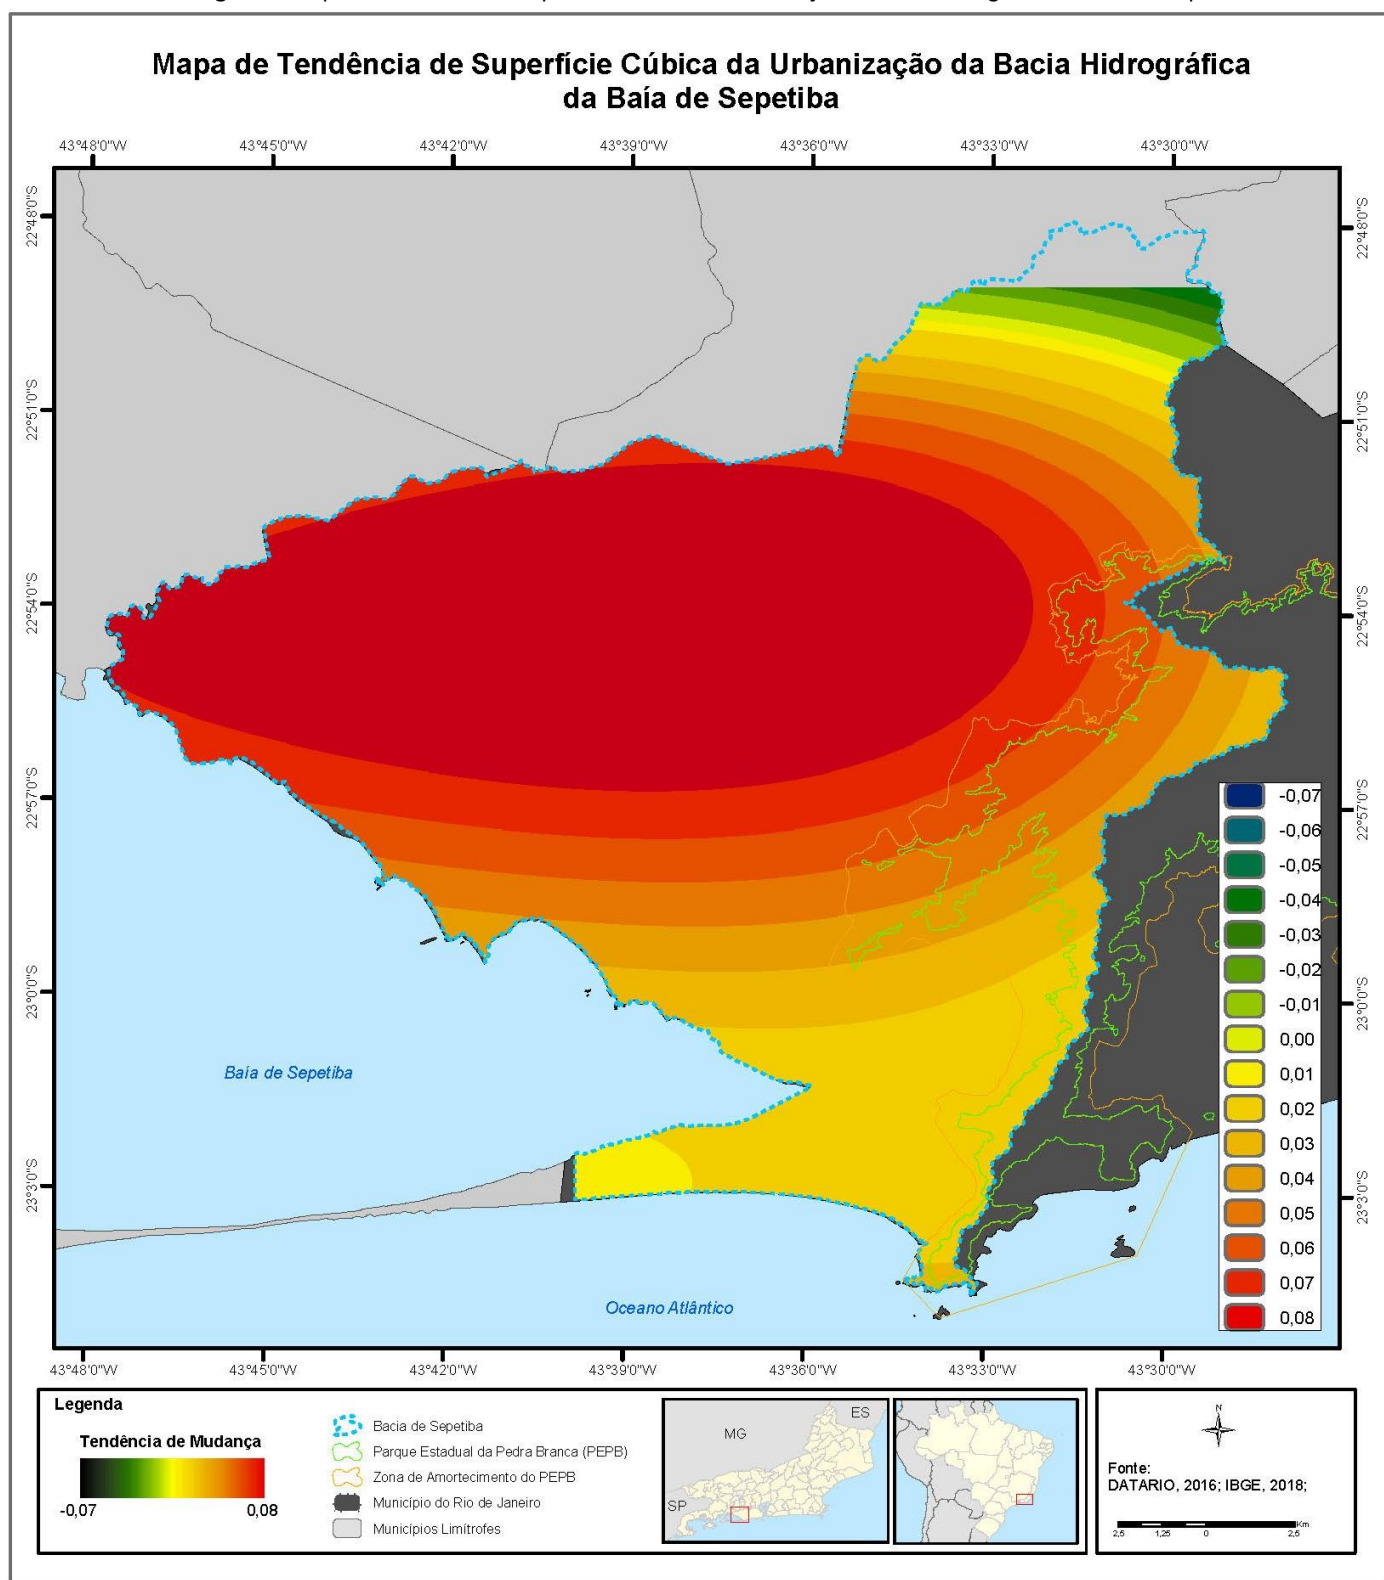 Mapa de Tendência de Superfície Cúbica da Urbanização da Bacia Hidrográfica
da Baía de Sepetiba
43°48'0"W 43°45'0"W 43°42'0"W 43°39'0"W 43°36'0"W 43°33'0"W 43°30'0"W
22°48'0"S 22°48'0"S
22°51'0"S 22°51'0"S
22°54'0"S 22°54'0"S
22°57'0"S 22°57'0"S
23°0'0"S 23°0'0"S
23°3'0"S 23°3'0"S
-0,07
-0,06
-0,05
-0,04
-0,03
-0,02
-0,01
0,00
0,01
0,02
0,03
0,04
0,05
0,06
0,07
0,08
Baía de Sepetiba
Oceano Atlântico
43°48'0"W 43°45'0"W 43°42'0"W 43°39'0"W 43°36'0"W 43°33'0"W 43°30'0"W
Legenda
Tendência de Mudança
-0,07 0,08
Bacia de Sepetiba
Parque Estadual da Pedra Branca (PEPB)
Zona de Amortecimento do PEPB
Município do Rio de Janeiro
Municípios Limítrofes
MG
ES
SP
N
Fonte:
DATARIO, 2016; IBGE, 2018;
Km
2,5 1,25 0 2,5